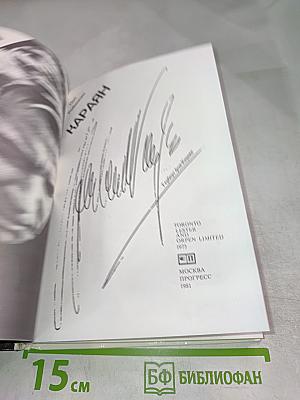 КАРАЯН
TORONTO
LESTER
AND
ORPEN LIMITED
1975
МОСКВА
ПРОГРЕСС
1981
15 см
БФ БИБЛИОФАН